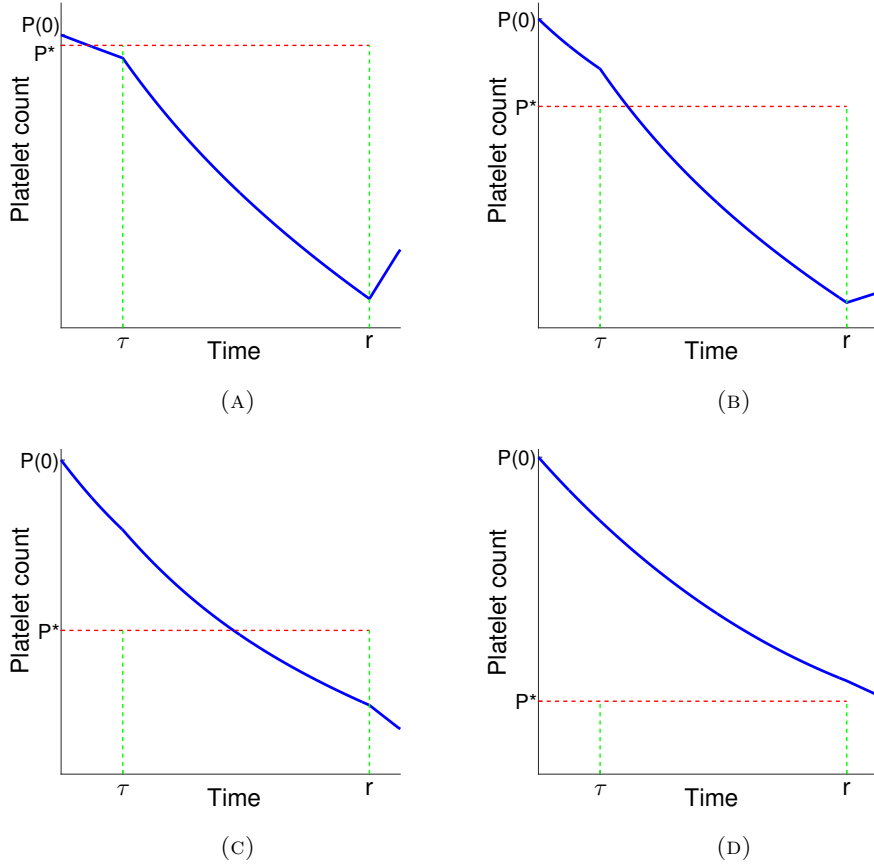 P(0)
P*
Platelet count
τ
Time
r
(A)
P(0)
P*
Platelet count
τ
Time
r
(B)
P(0)
P*
Platelet count
τ
Time
r
(C)
P(0)
P*
Platelet count
τ
Time
r
(D)